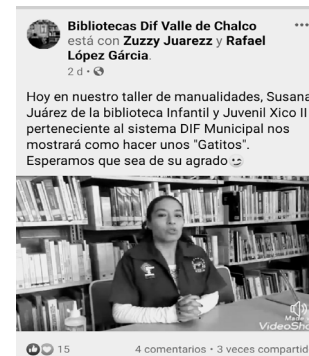 Bibliotecas Dif Valle de Chalco
está con Zuzzy Juarezz y Rafael
López Gárcia.
2 d •
Hoy en nuestro taller de manualidades, Susana
Juárez de la biblioteca Infantil y Juvenil Xico II
perteneciente al sistema DIF Municipal nos
mostrará como hacer unos "Gatitos".
Esperamos que sea de su agrado
Made
VideoSho
15
4 comentarios • 3 veces compartid